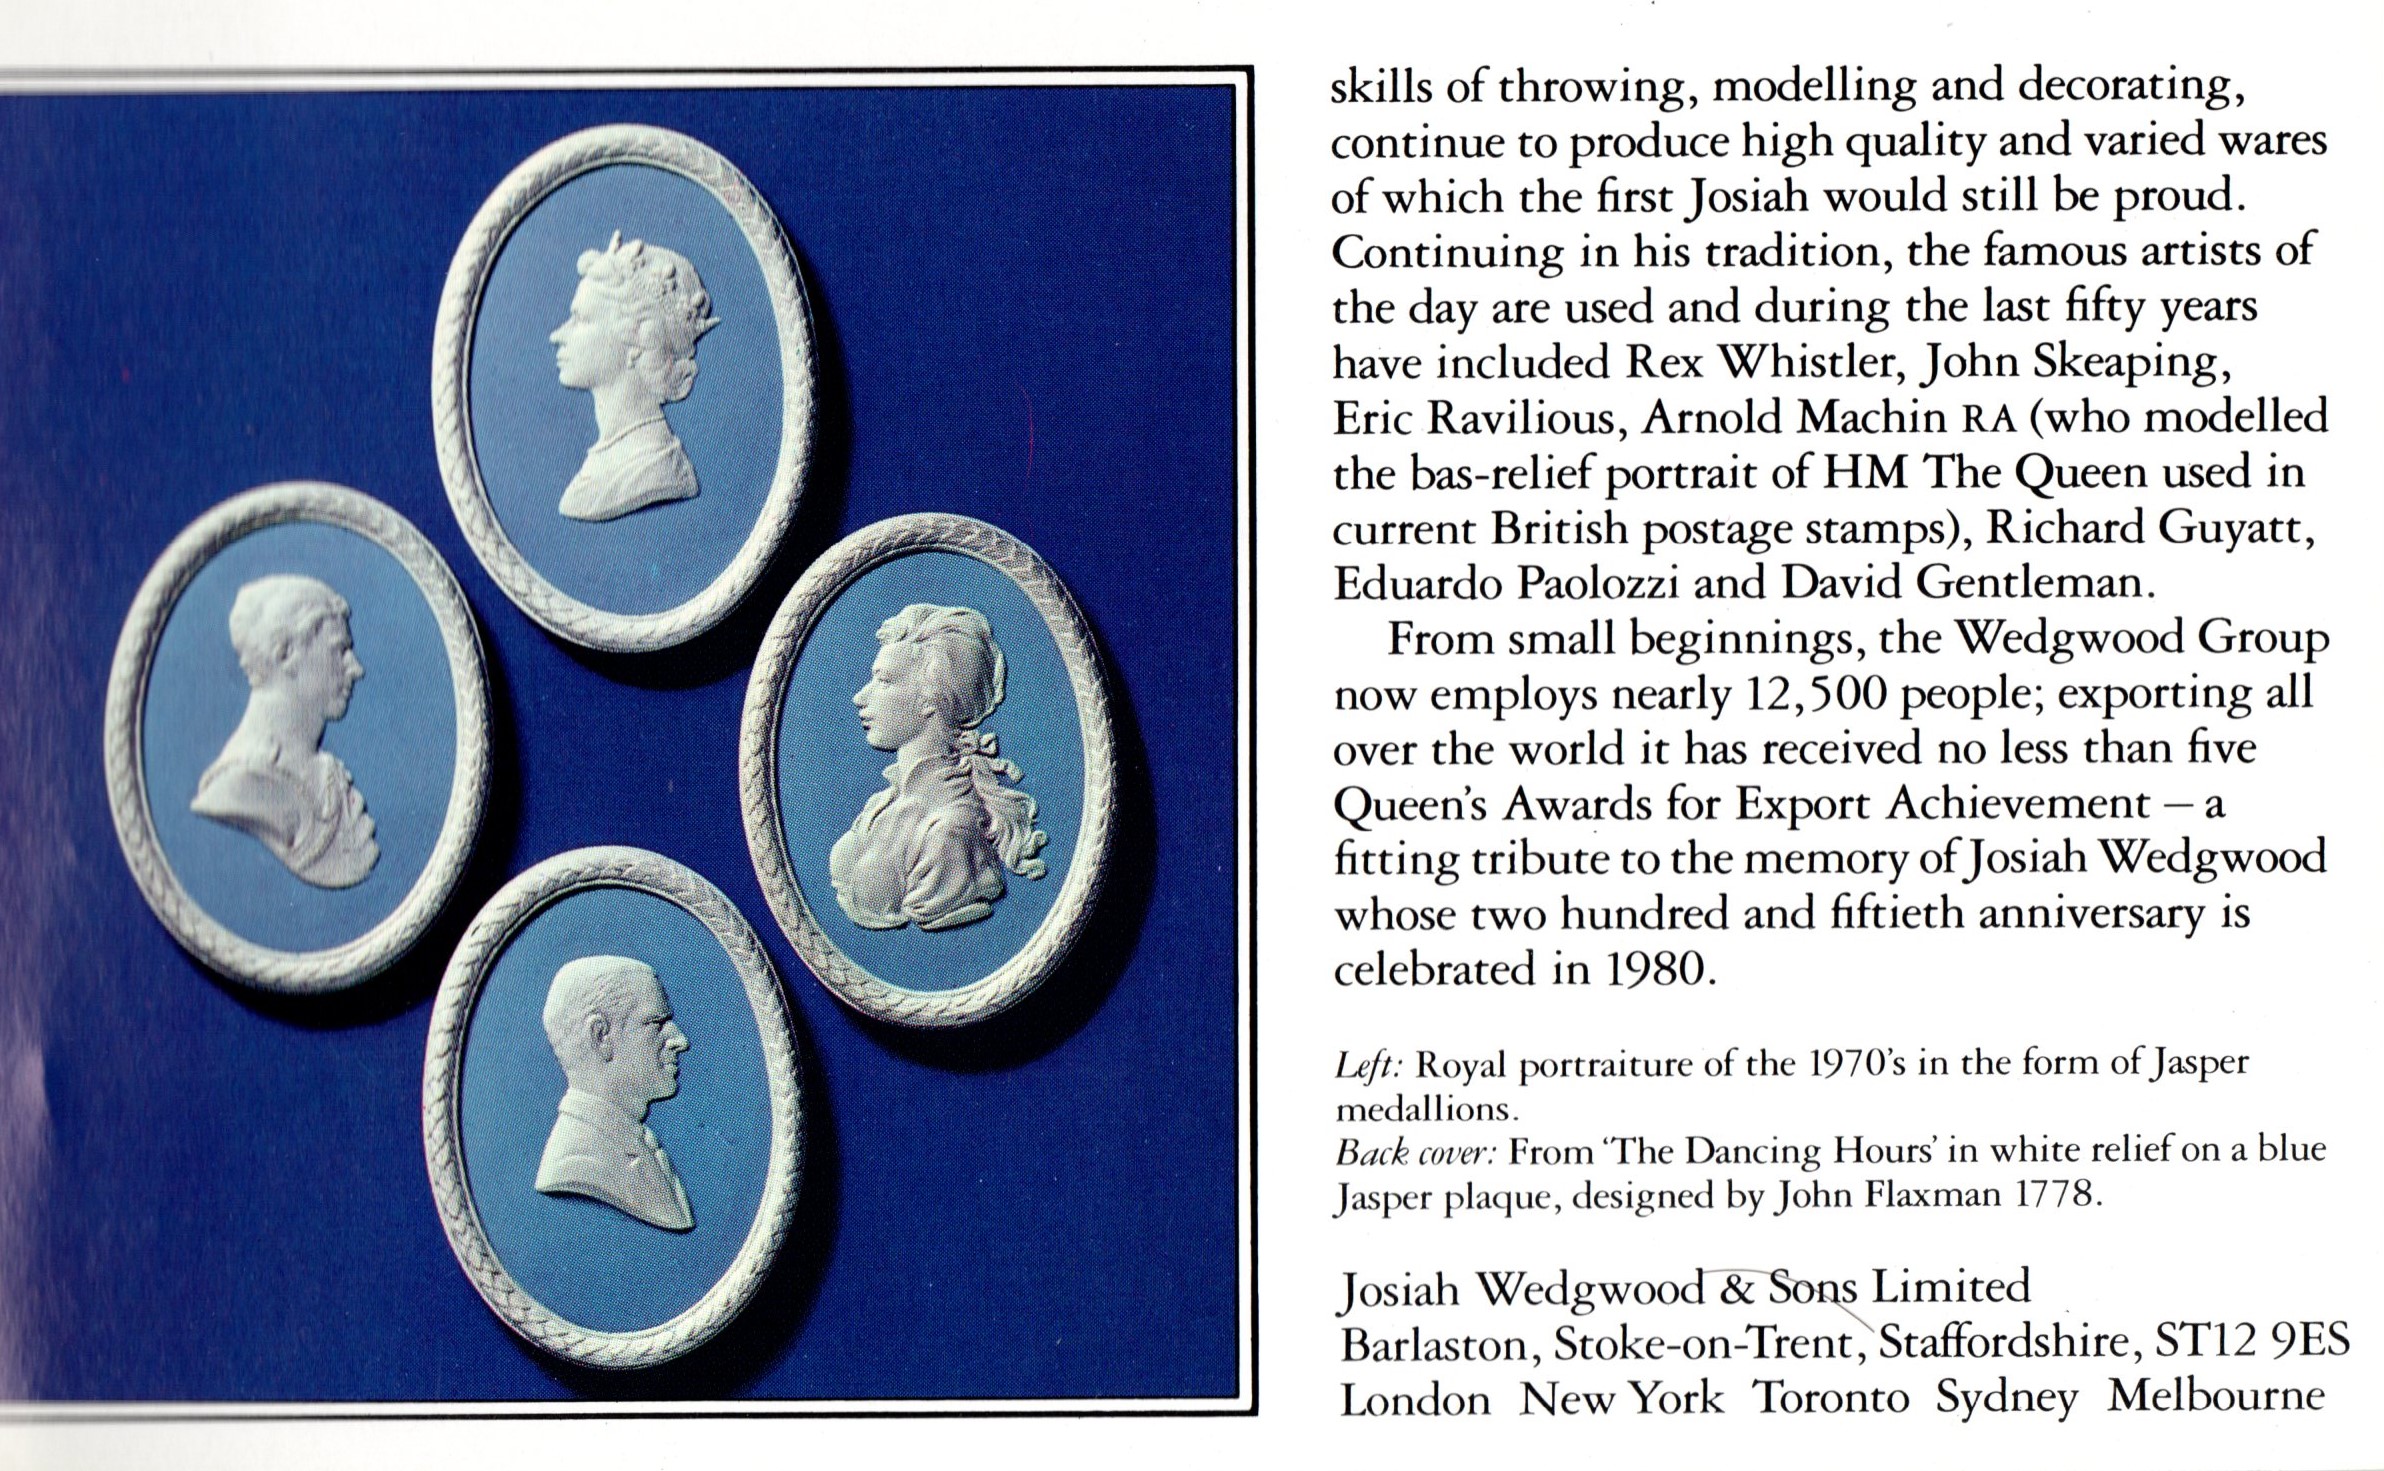 skills of throwing, modelling and decorating,
continue to produce high quality and varied wares
of which the first Josiah would still be proud.
Continuing in his tradition, the famous artists of
the day are used and during the last fifty years
have included Rex Whistler, John Skeaping,
Eric Ravilious, Arnold Machin RA (who modelled
the bas-relief portrait of HM The Queen used in
current British postage stamps), Richard Guyatt,
Eduardo Paolozzi and David Gentleman.
From small beginnings, the Wedgwood Group
now employs nearly 12,500 people; exporting all
over the world it has received no less than five
Queen's Awards for Export Achievement – a
fitting tribute to the memory of Josiah Wedgwood
whose two hundred and fiftieth anniversary is
celebrated in 1980.
Left: Royal portraiture of the 1970's in the form of Jasper
medallions.
Back cover: From ‘The Dancing Hours’ in white relief on a blue
Jasper plaque, designed by John Flaxman 1778.
Josiah Wedgwood & Sons Limited
Barlaston, Stoke-on-Trent, Staffordshire, ST12 9ES
London New York Toronto Sydney Melbourne